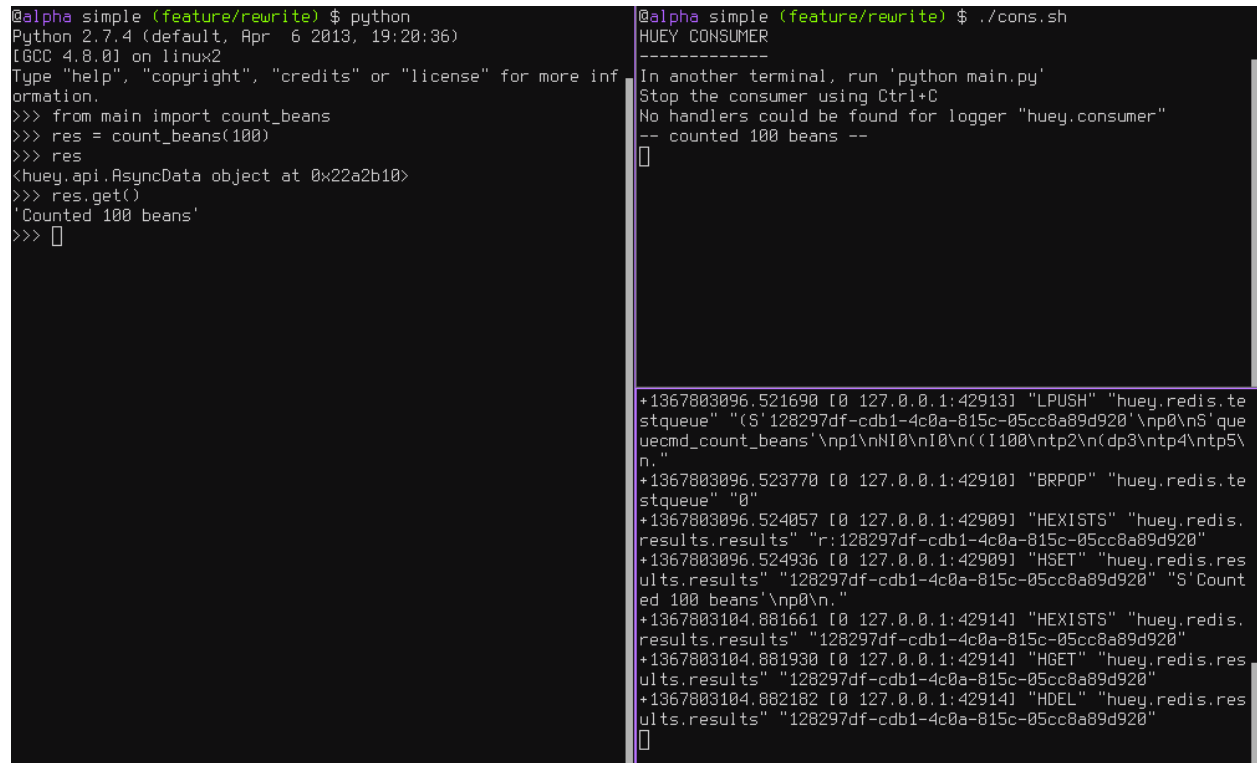 @alpha simple (feature/rewrite) $ python
Python 2.7.4 (default, Apr  6 2013, 19:20:36)
[GCC 4.8.0] on linux2
Type "help", "copyright", "credits" or "license" for more inf
ormation.
>>> from main import count_beans
>>> res = count_beans(100)
>>> res
<huey.api.AsyncData object at 0x22a2b10>
>>> res.get()
'Counted 100 beans'
>>>
@alpha simple (feature/rewrite) $ ./cons.sh
HUEY CONSUMER
-------------
In another terminal, run 'python main.py'
Stop the consumer using Ctrl+C
No handlers could be found for logger "huey.consumer"
-- counted 100 beans --
+1367803096.521690 [0 127.0.0.1:42913] "LPUSH" "huey.redis.te
stqueue" "(S'128297df-cdb1-4c0a-815c-05cc8a89d920'\np0\nS'que
uecmd_count_beans'\np1\nNI0\nI0\n((I100\ntp2\n(dp3\ntp4\ntp5\
n."
+1367803096.523770 [0 127.0.0.1:42910] "BRPOP" "huey.redis.te
stqueue" "0"
+1367803096.524057 [0 127.0.0.1:42909] "HEXISTS" "huey.redis.
results.results" "r:128297df-cdb1-4c0a-815c-05cc8a89d920"
+1367803096.524936 [0 127.0.0.1:42909] "HSET" "huey.redis.res
ults.results" "128297df-cdb1-4c0a-815c-05cc8a89d920" "S'Count
ed 100 beans'\np0\n."
+1367803104.881661 [0 127.0.0.1:42914] "HEXISTS" "huey.redis.
results.results" "128297df-cdb1-4c0a-815c-05cc8a89d920"
+1367803104.881930 [0 127.0.0.1:42914] "HGET" "huey.redis.res
ults.results" "128297df-cdb1-4c0a-815c-05cc8a89d920"
+1367803104.882182 [0 127.0.0.1:42914] "HDEL" "huey.redis.res
ults.results" "128297df-cdb1-4c0a-815c-05cc8a89d920"